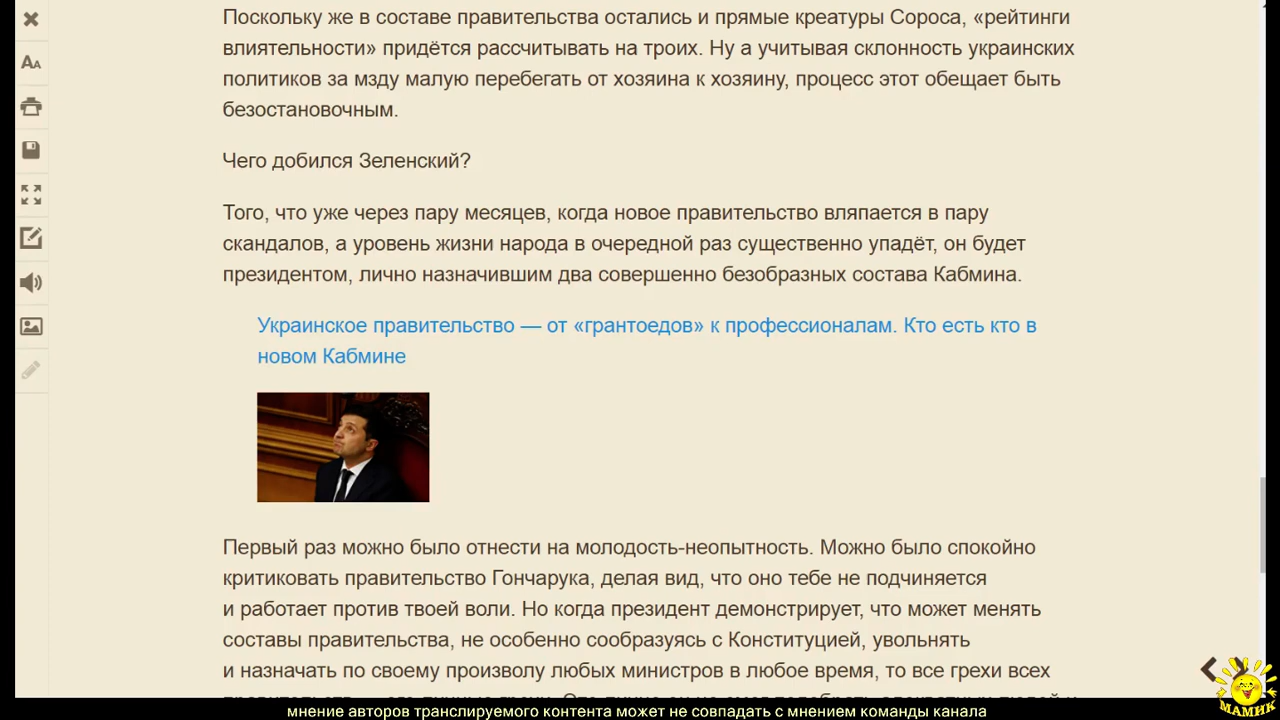 Поскольку же в составе правительства остались и прямые креатуры Сороса, «рейтинги
влиятельности» придётся рассчитывать на троих. Ну а учитывая склонность украинских
политиков за мзду малую перебегать от хозяина к хозяину, процесс этот обещает быть
безостановочным.
Чего добился Зеленский?
Того, что уже через пару месяцев, когда новое правительство вляпается в пару
скандалов, а уровень жизни народа в очередной раз существенно упадёт, он будет
президентом, лично назначившим два совершенно безобразных состава Кабмина.
Украинское правительство — от «грантоедов» к профессионалам. Кто есть кто в
новом Кабмине
Первый раз можно было отнести на молодость-неопытность. Можно было спокойно
критиковать правительство Гончарука, делая вид, что оно тебе не подчиняется
и работает против твоей воли. Но когда президент демонстрирует, что может менять
составы правительства, не особенно сообразуясь с Конституцией, увольнять
и назначать по своему произволу любых министров в любое время, то все грехи всех
МАМИК
мнение авторов транслируемого контента может не совпадать с мнением команды канала